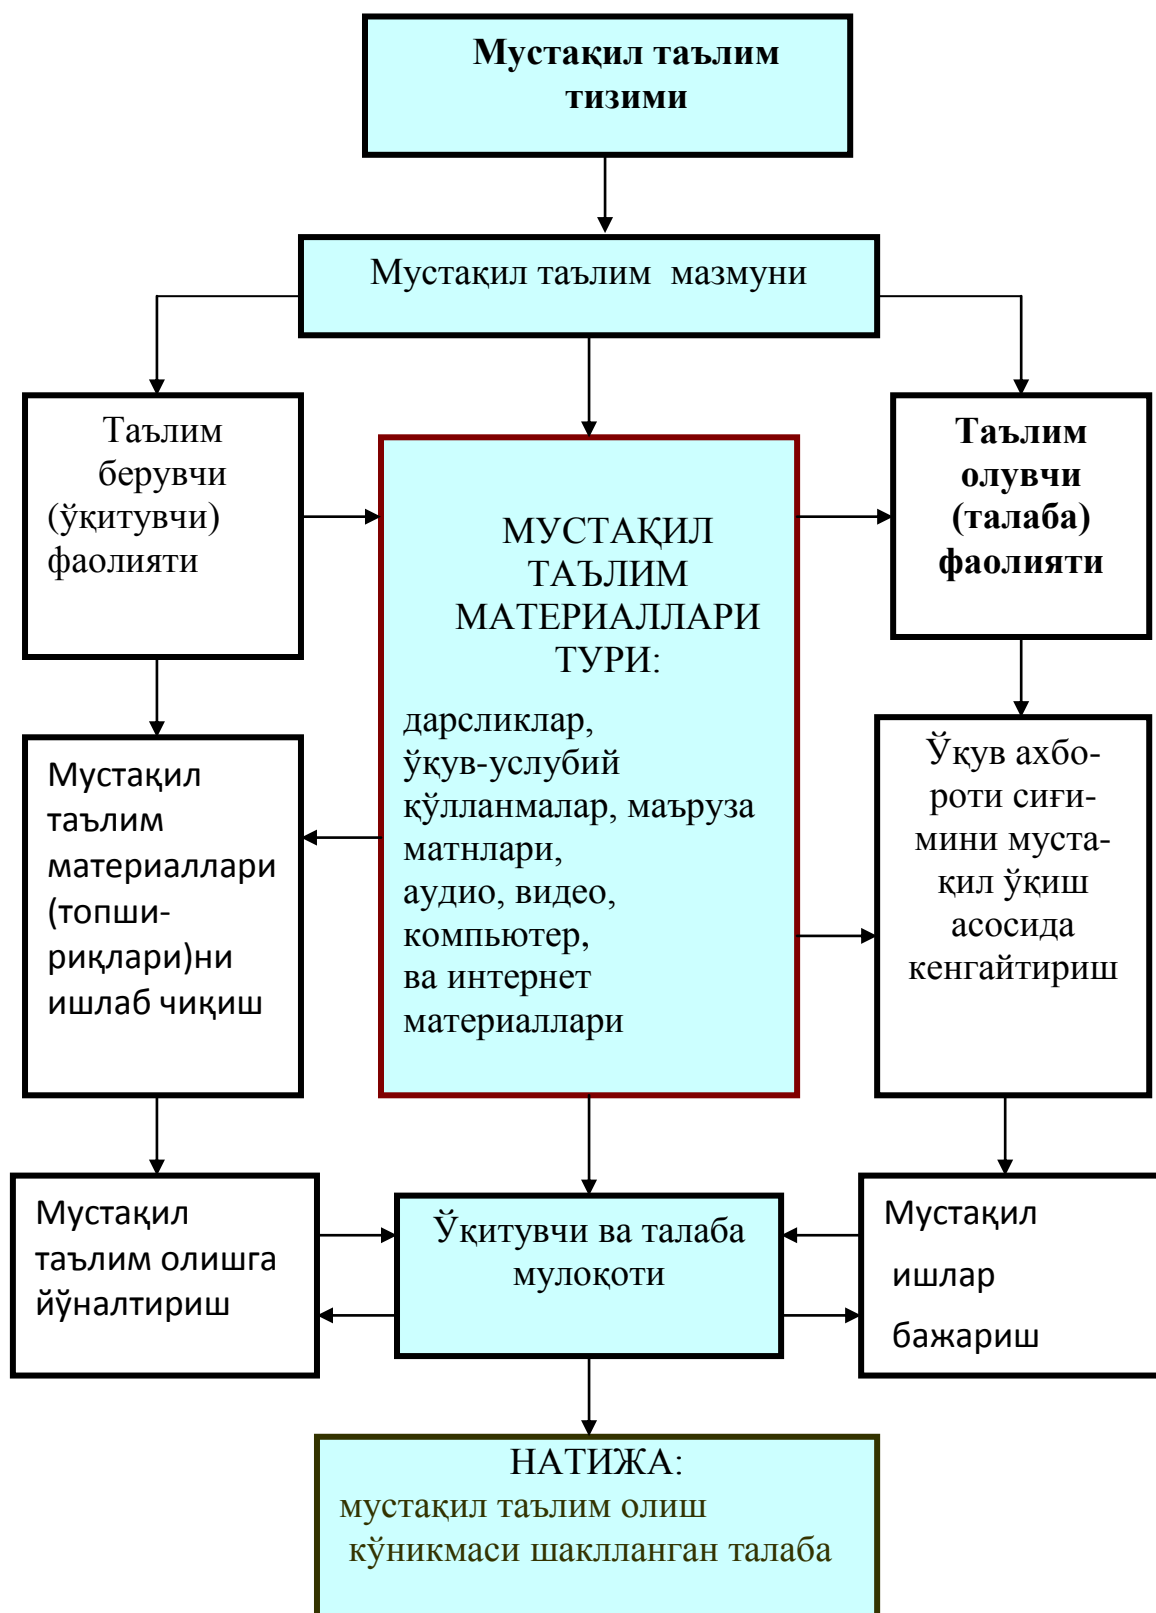 Мустақил таълим
тизими
Мустақил таълим  мазмуни
Таълим
берувчи
(ўқитувчи)
фаолияти
МУСТАҚИЛ
ТАЪЛИМ
МАТЕРИАЛЛАРИ
ТУРИ:
дарсликлар,
ўқув-услубий
қўлланмалар, маъруза
матнлари,
аудио, видео,
компьютер,
ва интернет
материаллари
Таълим
олувчи
(талаба)
фаолияти
Мустақил
таълим
материаллари
(топши-
риқлари)ни
ишлаб чиқиш
Ўқув ахбо-
роти сиғи-
мини муста-
қил ўқиш
асосида
кенгайтириш
Мустақил
таълим олишга
йўналтириш
Ўқитувчи ва талаба
мулоқоти
Мустақил
ишлар
бажариш
НАТИЖА:
мустақил таълим олиш
кўникмаси шаклланган талаба